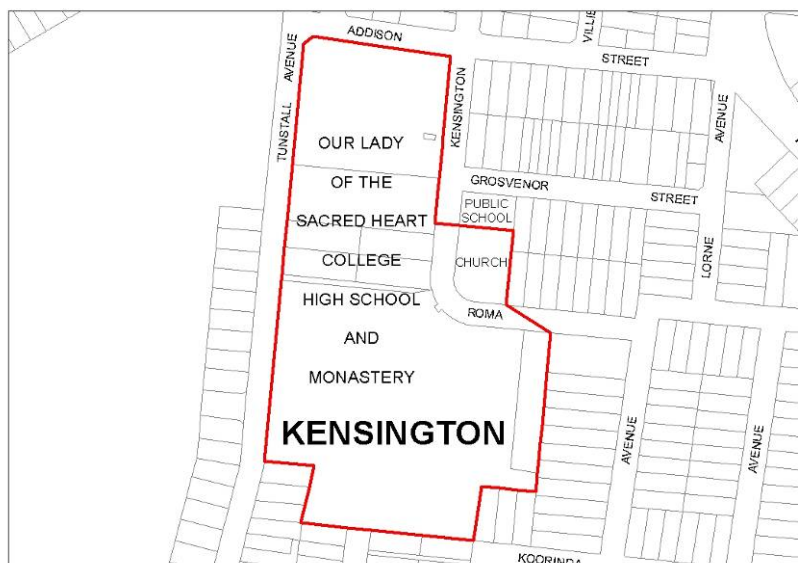 ADDISON
STREET
VILLIE
TUNSTALL
AVENUE
KENSINGTON
AVENUE
OUR LADY
OF THE
SACRED HEART
COLLEGE
HIGH SCHOOL
AND
MONASTERY
GROSVENOR
STREET
PUBLIC
SCHOOL
CHURCH
LORNE
ROMA
KENSINGTON
AVENUE
AVENUE
KOORINDA